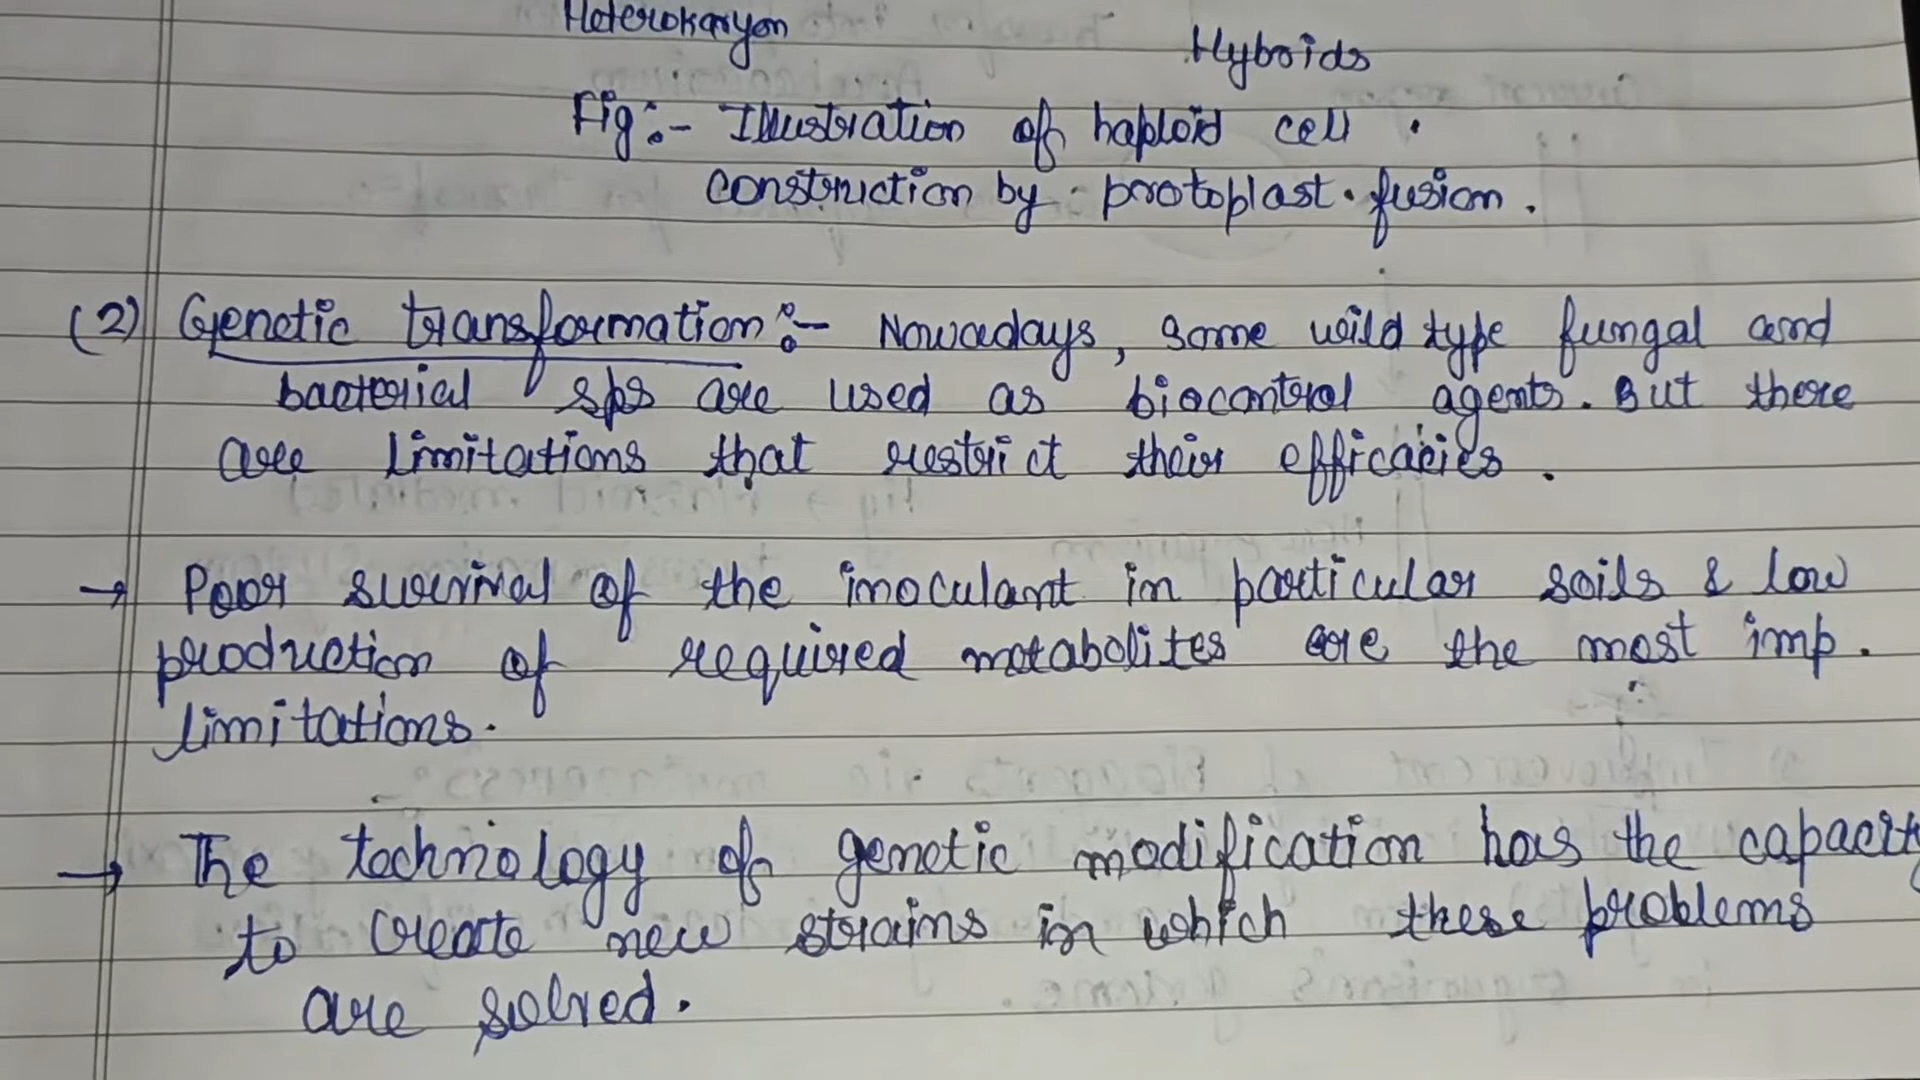 Heterokaryon
Hybrids
Fig:- Illustration of haploid cell
construction by protoplast fusion.
(2) Genetic transformation:- Nowadays, some wild type fungal and
bacterial sps are used as biocontrol agents. But there
are limitations that restrict their efficacies.
→ Poor survival of the inoculant in particular soils & low
production of required metabolites are the most imp.
limitations.
→ The technology of genetic modification has the capacity
to create new strains in which these problems
are solved.